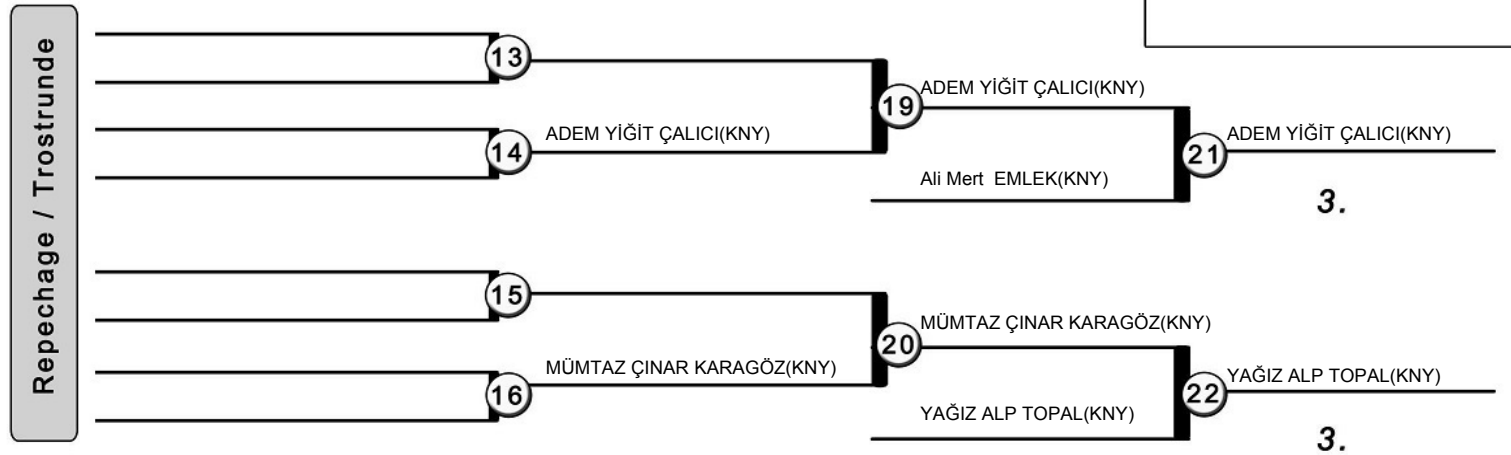 Repechage / Trostrunde
13
14
ADEM YİĞİT ÇALICI(KNY)
19
ADEM YİĞİT ÇALICI(KNY)
Ali Mert  EMLEK(KNY)
21
ADEM YİĞİT ÇALICI(KNY)
3.
15
16
MÜMTAZ ÇINAR KARAGÖZ(KNY)
20
MÜMTAZ ÇINAR KARAGÖZ(KNY)
YAĞIZ ALP TOPAL(KNY)
22
YAĞIZ ALP TOPAL(KNY)
3.